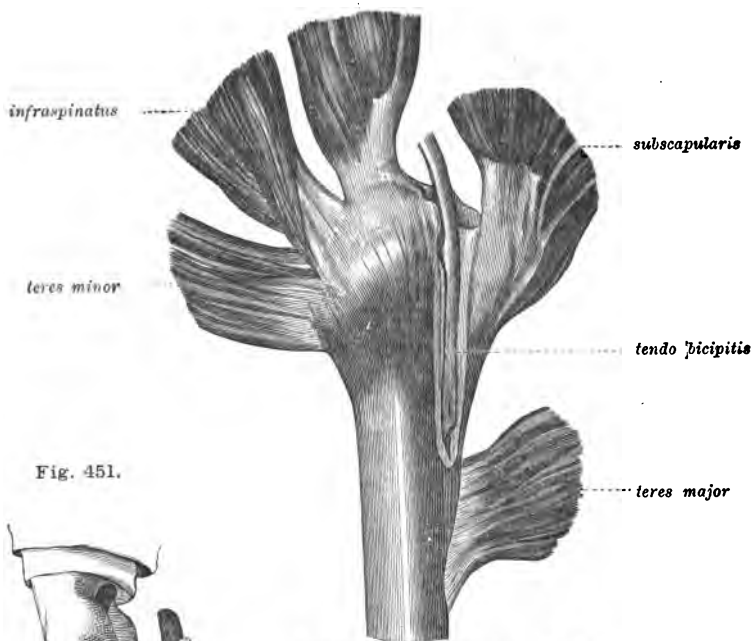 infraspinatus
subscapularis
teres minor
tendo bicipitis
Fig. 451.
teres major